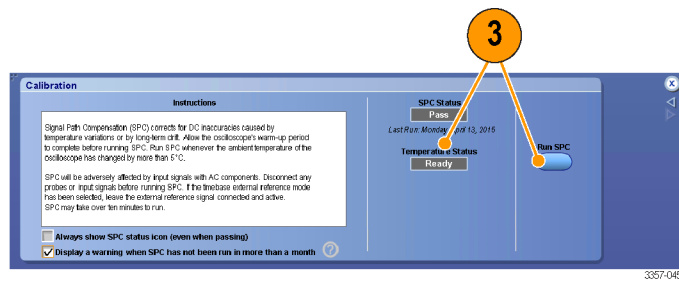 3
Calibration
Instructions
Signal Path Compensation (SPC) corrects for DC inaccuracies caused by
temperature variations or by long-term drift. Allow the oscilloscope's warm-up period
to complete before running SPC. Run SPC whenever the ambient temperature of the
oscilloscope has changed by more than 5°C.
SPC will be adversely affected by input signals with AC components. Disconnect any
probes or input signals before running SPC. If the timebase external reference mode
has been selected, leave the external reference signal connected and active.
SPC may take over ten minutes to run.
Always show SPC status icon (even when passing)
Display a warning when SPC has not been run in more than a month
?
SPC Status
Pass
Last Run: Monday, April 13, 2015
Temperature Status
Ready
Run SPC
X
3357-045